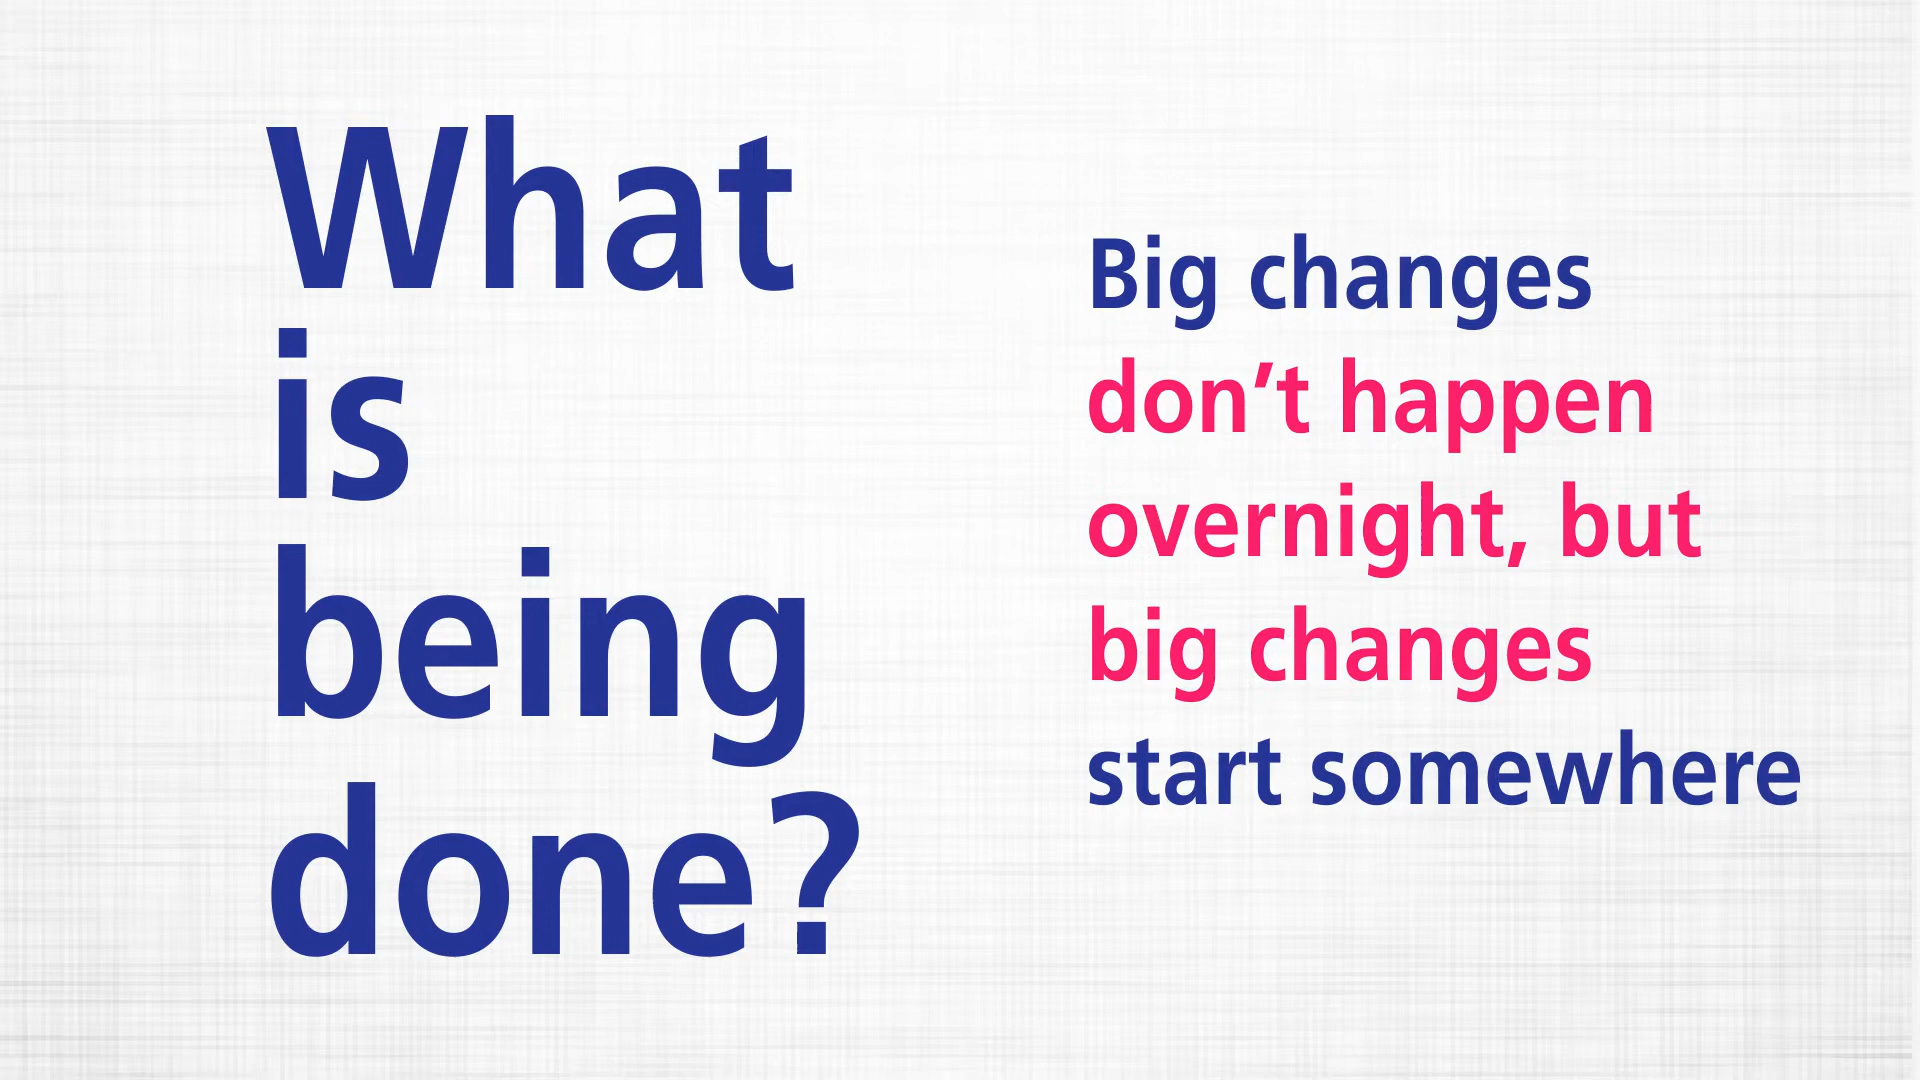 What
is
being
done?
Big changes
don’t happen
overnight, but
big changes
start somewhere